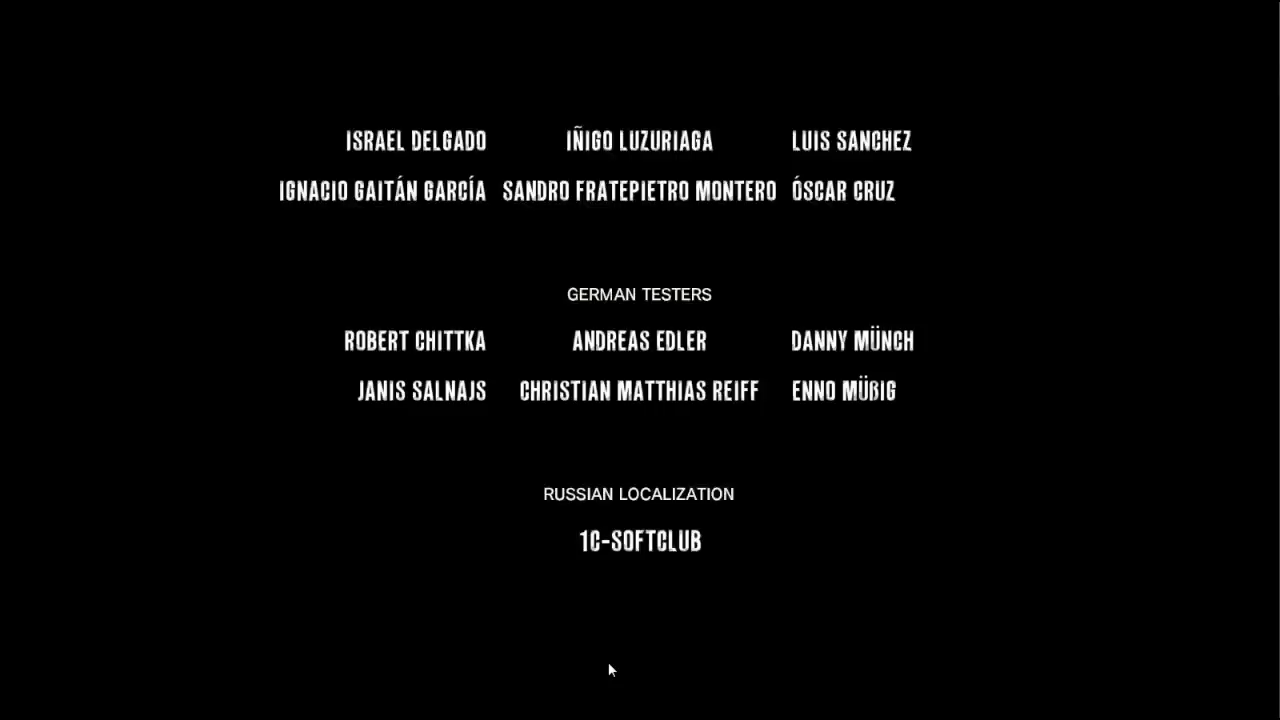 ISRAEL DELGADO IÑIGO LUZURIAGA LUIS SANCHEZ
IGNACIO GAITÁN GARCÍA SANDRO FRATEPIETRO MONTERO ÓSCAR CRUZ
GERMAN TESTERS
ROBERT CHITTKA ANDREAS EDLER DANNY MÜNCH
JANIS SALNAJS CHRISTIAN MATTHIAS REIFF ENNO MÜßIG
RUSSIAN LOCALIZATION
1C-SOFTCLUB